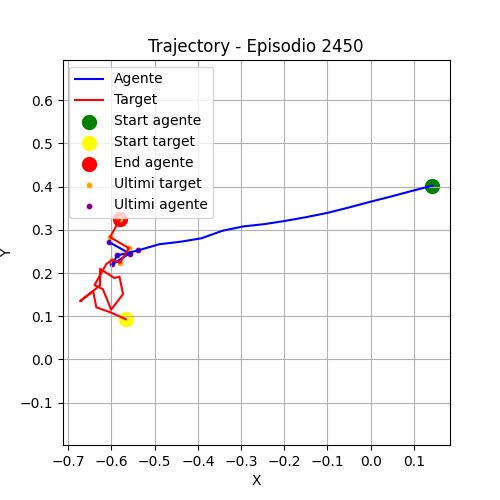 Trajectory - Episodio 2450
Agente
Target
Start agente
Start target
End agente
Ultimi target
Ultimi agente
0.6
0.5
0.4
0.3
0.2
0.1
0.0
−0.1
Y
−0.7 −0.6 −0.5 −0.4 −0.3 −0.2 −0.1 0.0 0.1
X